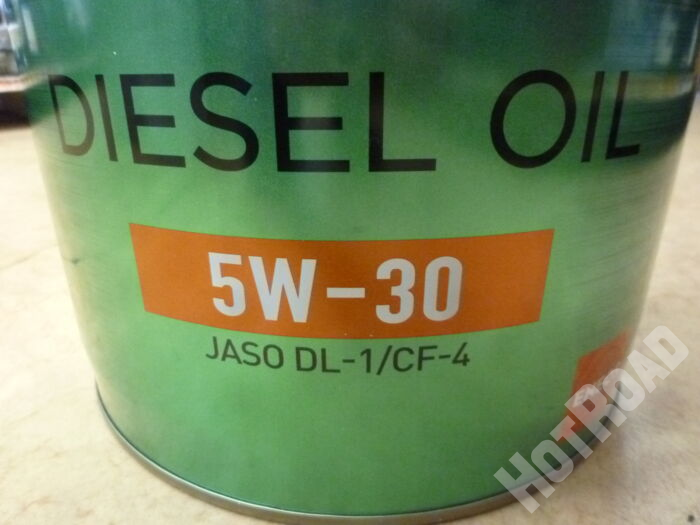 DIESEL OIL
5W-30
JASO DL-1/CF-4
HOTROAD